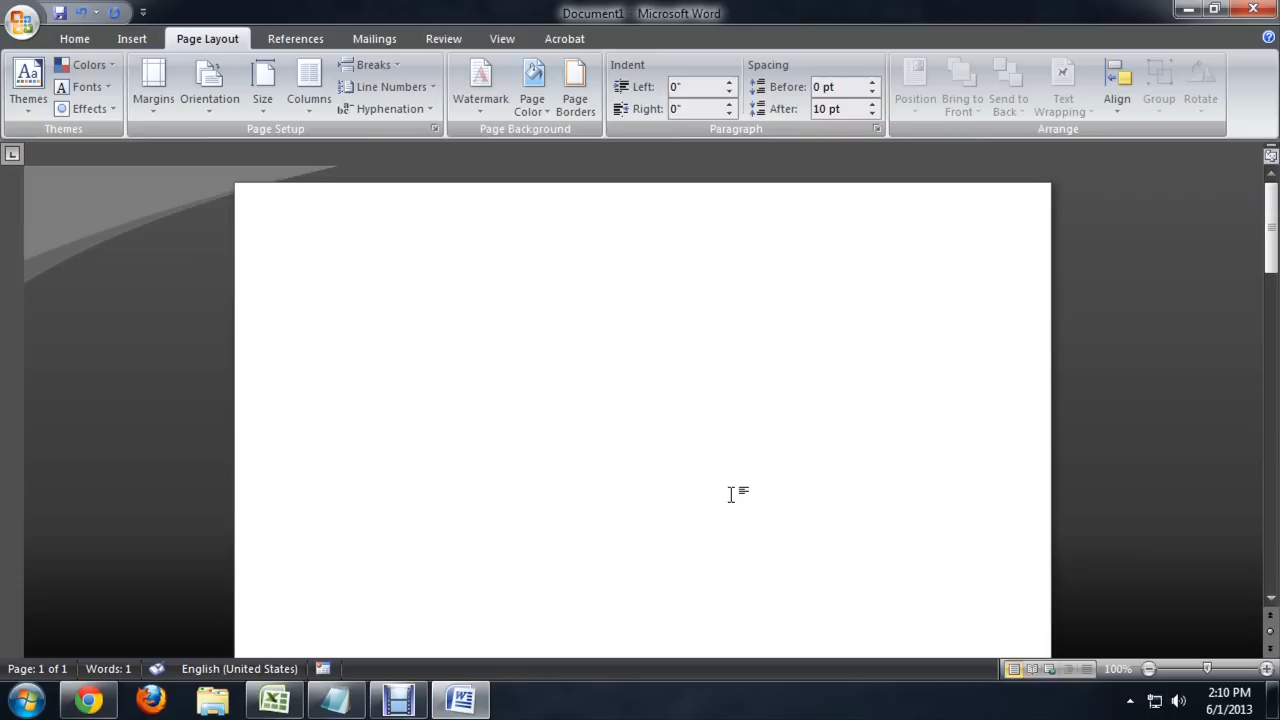 Document1 - Microsoft Word
Home Insert Page Layout References Mailings Review View Acrobat
Aa Themes Colors Fonts Effects
Margins Orientation Size Columns Breaks Line Numbers Hyphenation
Watermark Page Color Page Borders
Indent Spacing
Left: 0" Before: 0 pt
Right: 0" After: 10 pt
Position Bring to Front Send to Back Text Wrapping Align Group Rotate
Themes Page Setup Page Background Paragraph Arrange
Page: 1 of 1 Words: 1 English (United States) 100%
2:10 PM
6/1/2013